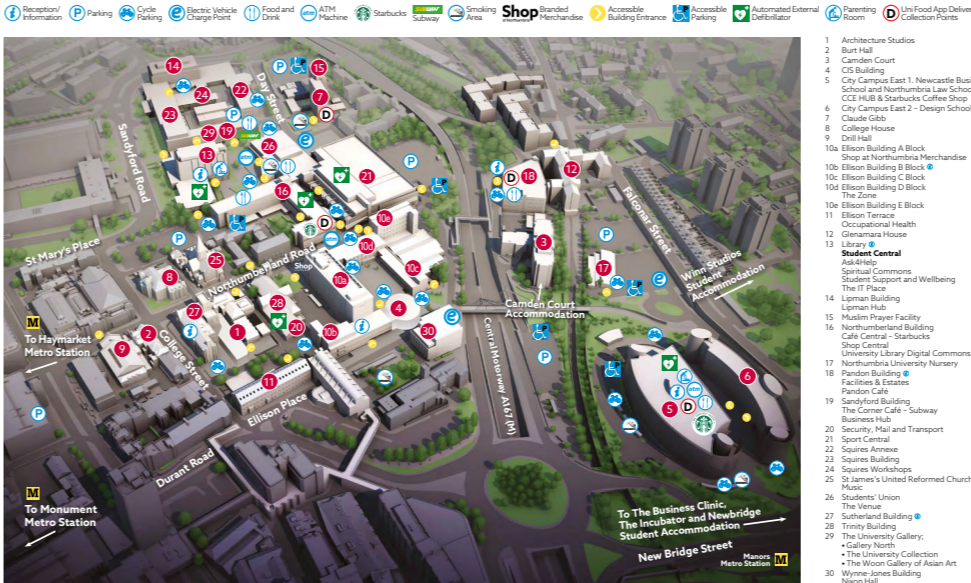 Reception/
Information
Parking
Cycle
Parking
Electric Vehicle
Charge Point
Food and
Drink
ATM
Machine
Starbucks
SUBWAY
Subway
Smoking
Area
Shop
at Northumbria
Branded
Merchandise
Accessible
Building Entrance
Accessible
Parking
Automated External
Defibrillator
Parenting
Room
D
Uni Food App Deliver
Collection Points
Sandyford Road
Day Street
St Mary's Place
Northumberland Road
Shop
College Street
Ellison Place
Durant Road
M
To Haymarket
Metro Station
M
To Monument
Metro Station
Central Motorway A167 (M)
Camden Court
Accommodation
Falconar Street
Winn Studios
Student
Accommodation
To The Business Clinic,
The Incubator and Newbridge
Student Accommodation
New Bridge Street
Manors
Metro Station
M
1 Architecture Studios
2 Burt Hall
3 Camden Court
4 CIS Building
5 City Campus East 1. Newcastle Busi
School and Northumbria Law Schoo
CCE HUB & Starbucks Coffee Shop
6 City Campus East 2 – Design School
7 Claude Gibb
8 College House
9 Drill Hall
10a Ellison Building A Block
Shop at Northumbria Merchandise
10b Ellison Building B Block
10c Ellison Building C Block
10d Ellison Building D Block
The Zone
10e Ellison Building E Block
11 Ellison Terrace
Occupational Health
12 Glenamara House
13 Library
Student Central
Ask4Help
Spiritual Commons
Student Support and Wellbeing
The IT Place
14 Lipman Building
Lipman Hub
15 Muslim Prayer Facility
16 Northumberland Building
Café Central – Starbucks
Shop Central
University Library Digital Commons
17 Northumbria University Nursery
18 Pandon Building
Facilities & Estates
Pandon Café
19 Sandyford Building
The Corner Café – Subway
Business Hub
20 Security, Mail and Transport
21 Sport Central
22 Squires Annexe
23 Squires Building
24 Squires Workshops
25 St James's United Reformed Church
Music
26 Students' Union
The Venue
27 Sutherland Building
28 Trinity Building
29 The University Gallery;
• Gallery North
• The University Collection
• The Woon Gallery of Asian Art
30 Wynne-Jones Building
Nixon Hall